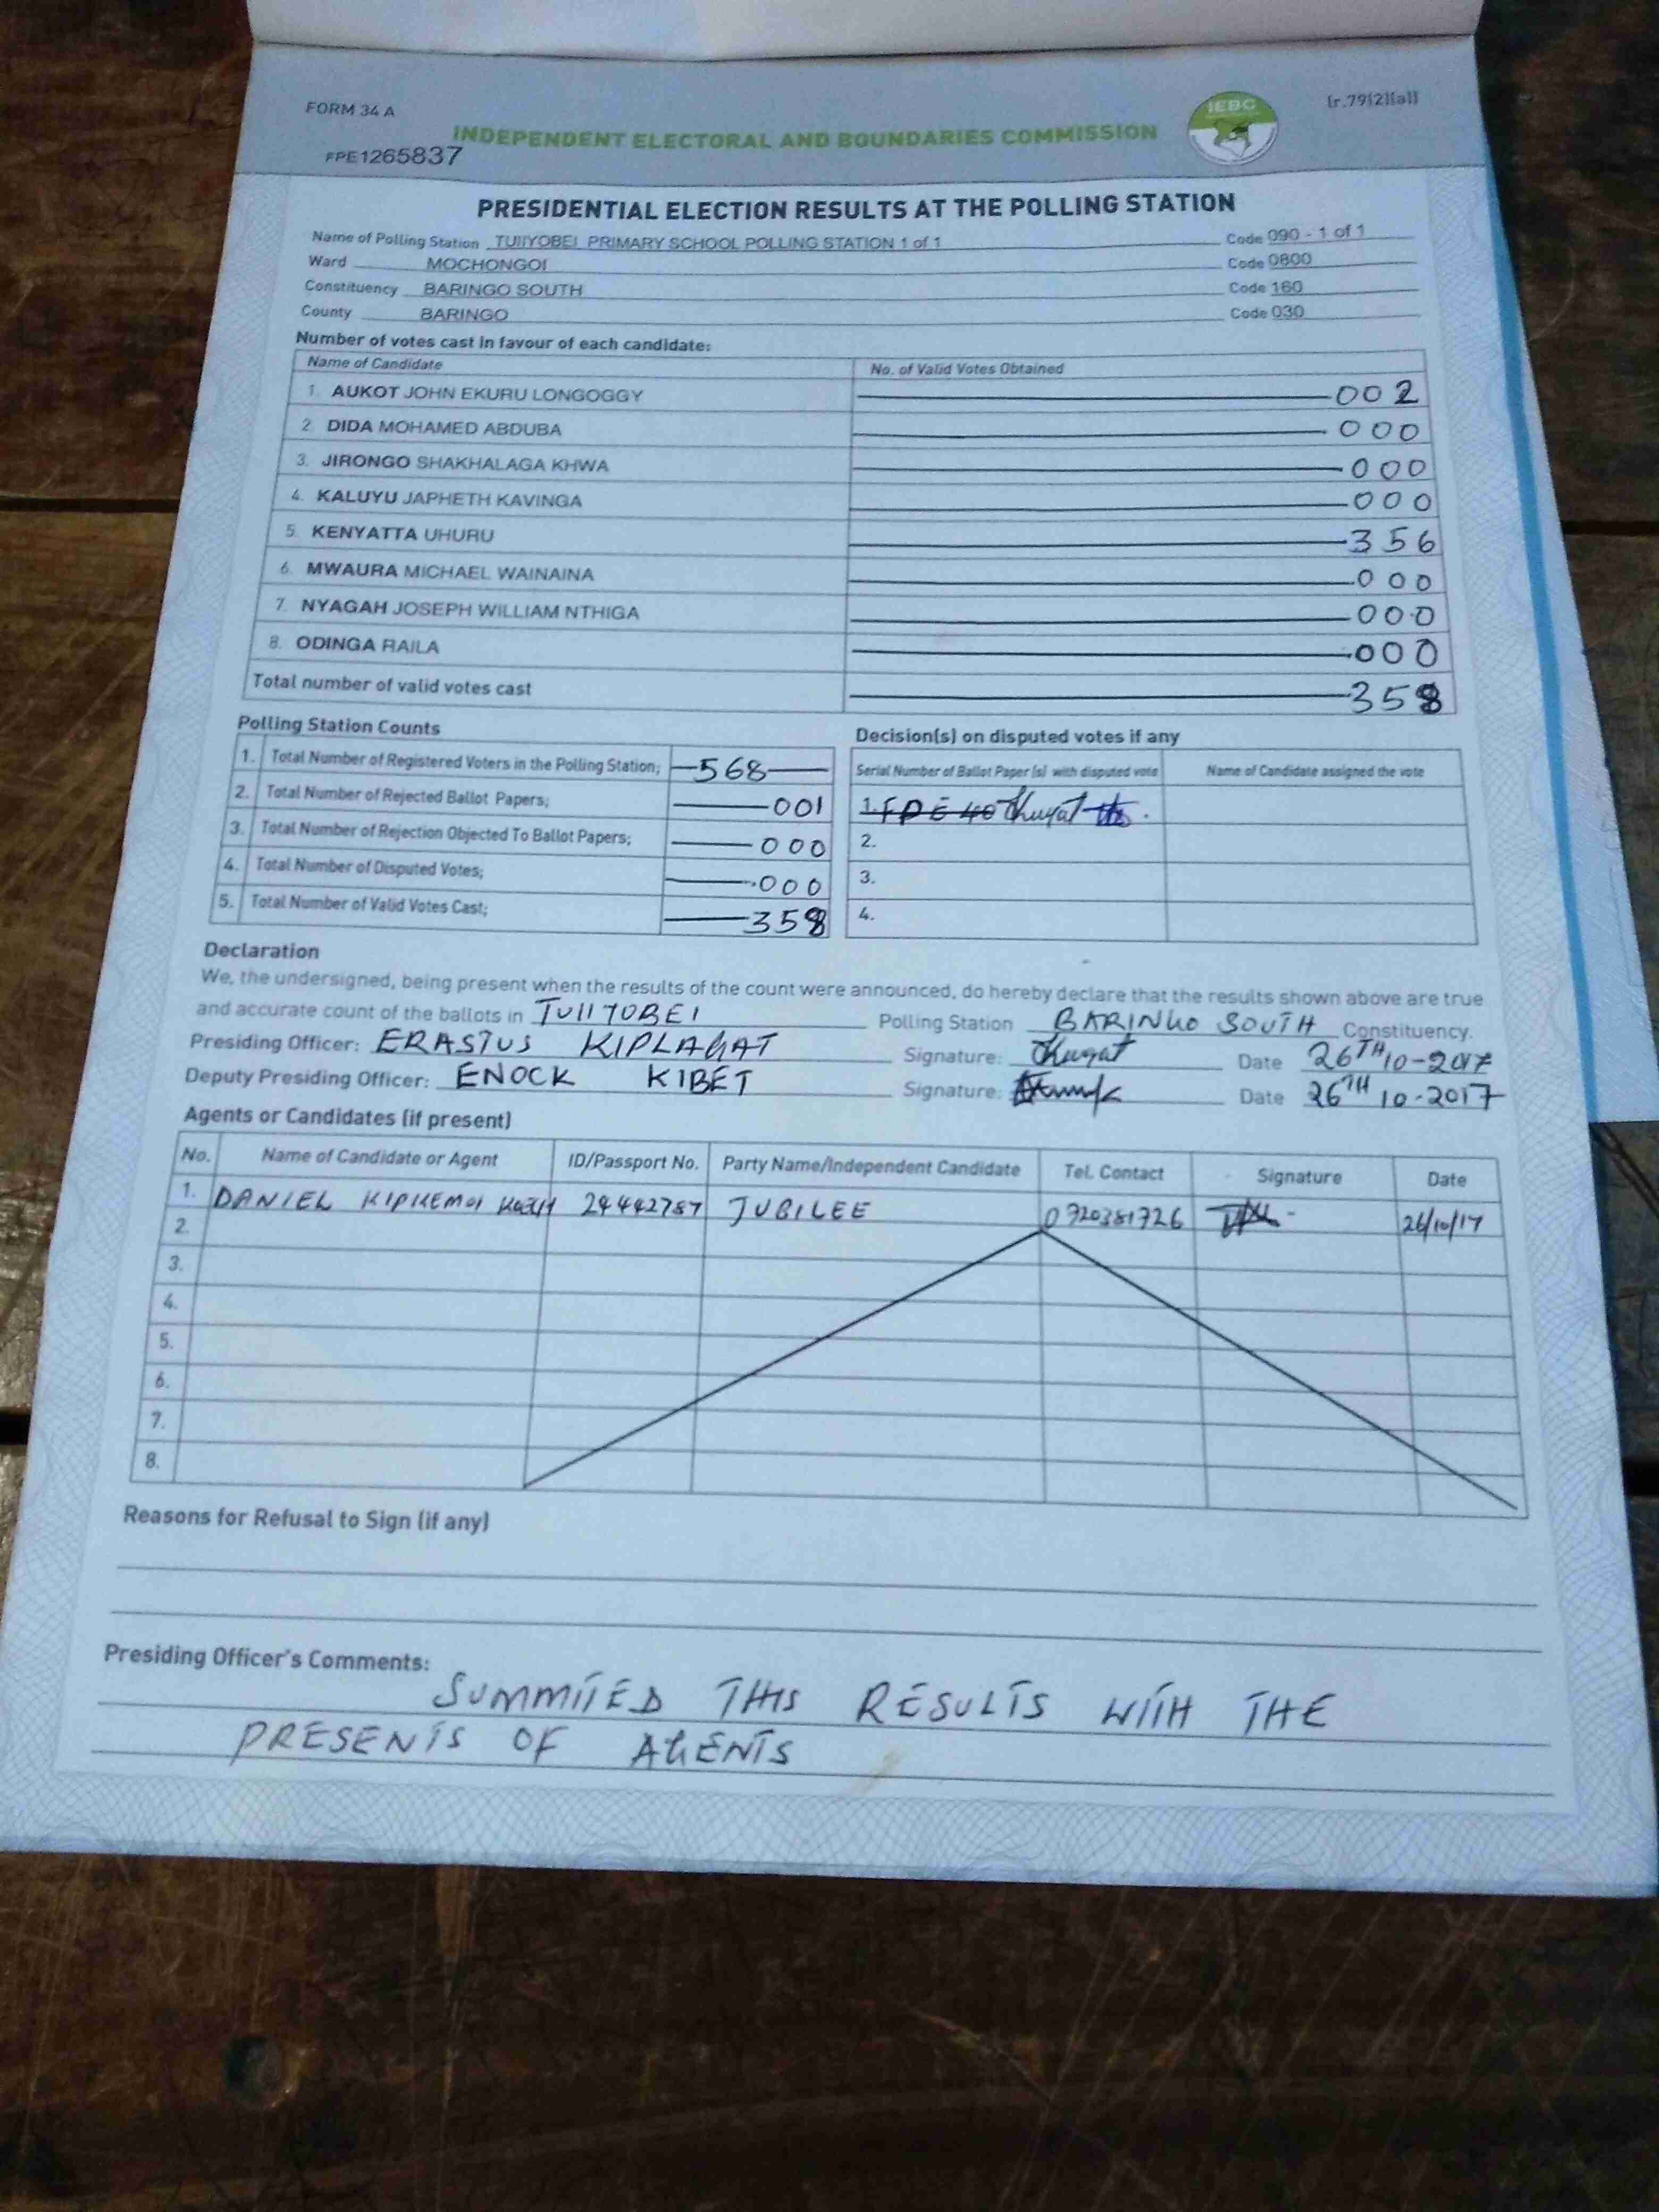 FORM 34 A
IEBC
[r.79(2)(a)]
INDEPENDENT ELECTORAL AND BOUNDARIES COMMISSION
FPE1265837
PRESIDENTIAL ELECTION RESULTS AT THE POLLING STATION
Name of Polling Station TUIIYOBEI PRIMARY SCHOOL POLLING STATION 1 of 1 Code 090 - 1 of 1
Ward MOCHONGOI Code 0800
Constituency BARINGO SOUTH Code 160
County BARINGO Code 030
Number of votes cast in favour of each candidate:
Name of Candidate No. of Valid Votes Obtained
1. AUKOT JOHN EKURU LONGOGGY 002
2. DIDA MOHAMED ABDUBA 000
3. JIRONGO SHAKHALAGA KHWA 000
4. KALUYU JAPHETH KAVINGA 000
5. KENYATTA UHURU 356
6. MWAURA MICHAEL WAINAINA 000
7. NYAGAH JOSEPH WILLIAM NTHIGA 000
8. ODINGA RAILA 000
Total number of valid votes cast 358
Polling Station Counts
1. Total Number of Registered Voters in the Polling Station; 568
2. Total Number of Rejected Ballot Papers; 001
3. Total Number of Rejection Objected To Ballot Papers; 000
4. Total Number of Disputed Votes; 000
5. Total Number of Valid Votes Cast; 358
Decision(s) on disputed votes if any
Serial Number of Ballot Paper (s) with disputed vote Name of Candidate assigned the vote
1. FPE 40
2.
3.
4.
Declaration
We, the undersigned, being present when the results of the count were announced, do hereby declare that the results shown above are true
and accurate count of the ballots in TUIIYOBEI Polling Station BARINGO SOUTH Constituency.
Presiding Officer: ERASTUS KIPLAGAT Signature: Date 26TH 10-2017
Deputy Presiding Officer: ENOCK KIBET Signature: Date 26TH 10-2017
Agents or Candidates (if present)
No. Name of Candidate or Agent ID/Passport No. Party Name/Independent Candidate Tel. Contact Signature Date
1. DANIEL KIPKEMOI 24442787 JUBILEE 0720381726 26/10/17
2.
3.
4.
5.
6.
7.
8.
Reasons for Refusal to Sign (if any)
Presiding Officer's Comments:
SUMMITED THIS RESULTS WITH THE
PRESENTS OF AGENTS